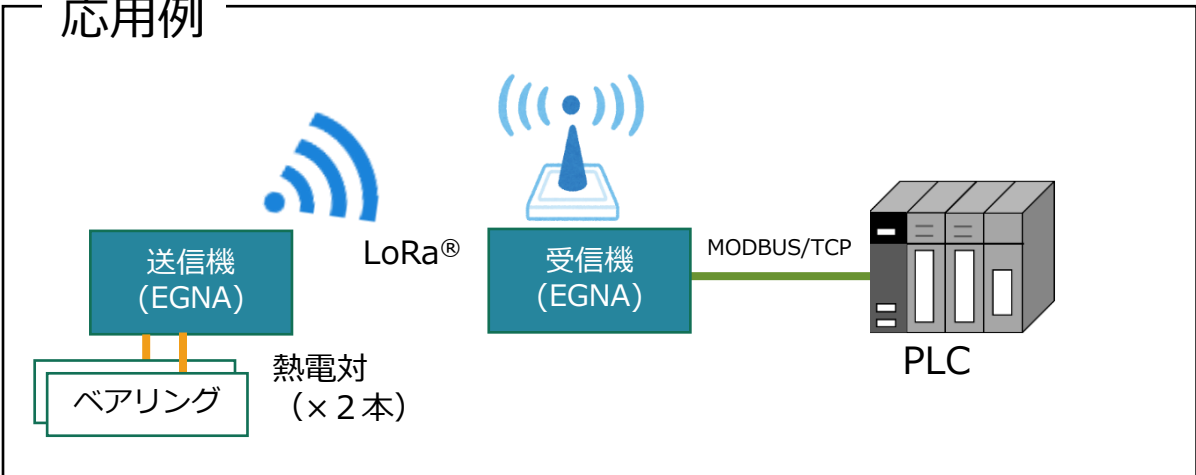 応用例
LoRa®
送信機
(EGNA)
受信機
(EGNA)
MODBUS/TCP
PLC
熱電対
（×２本）
ベアリング